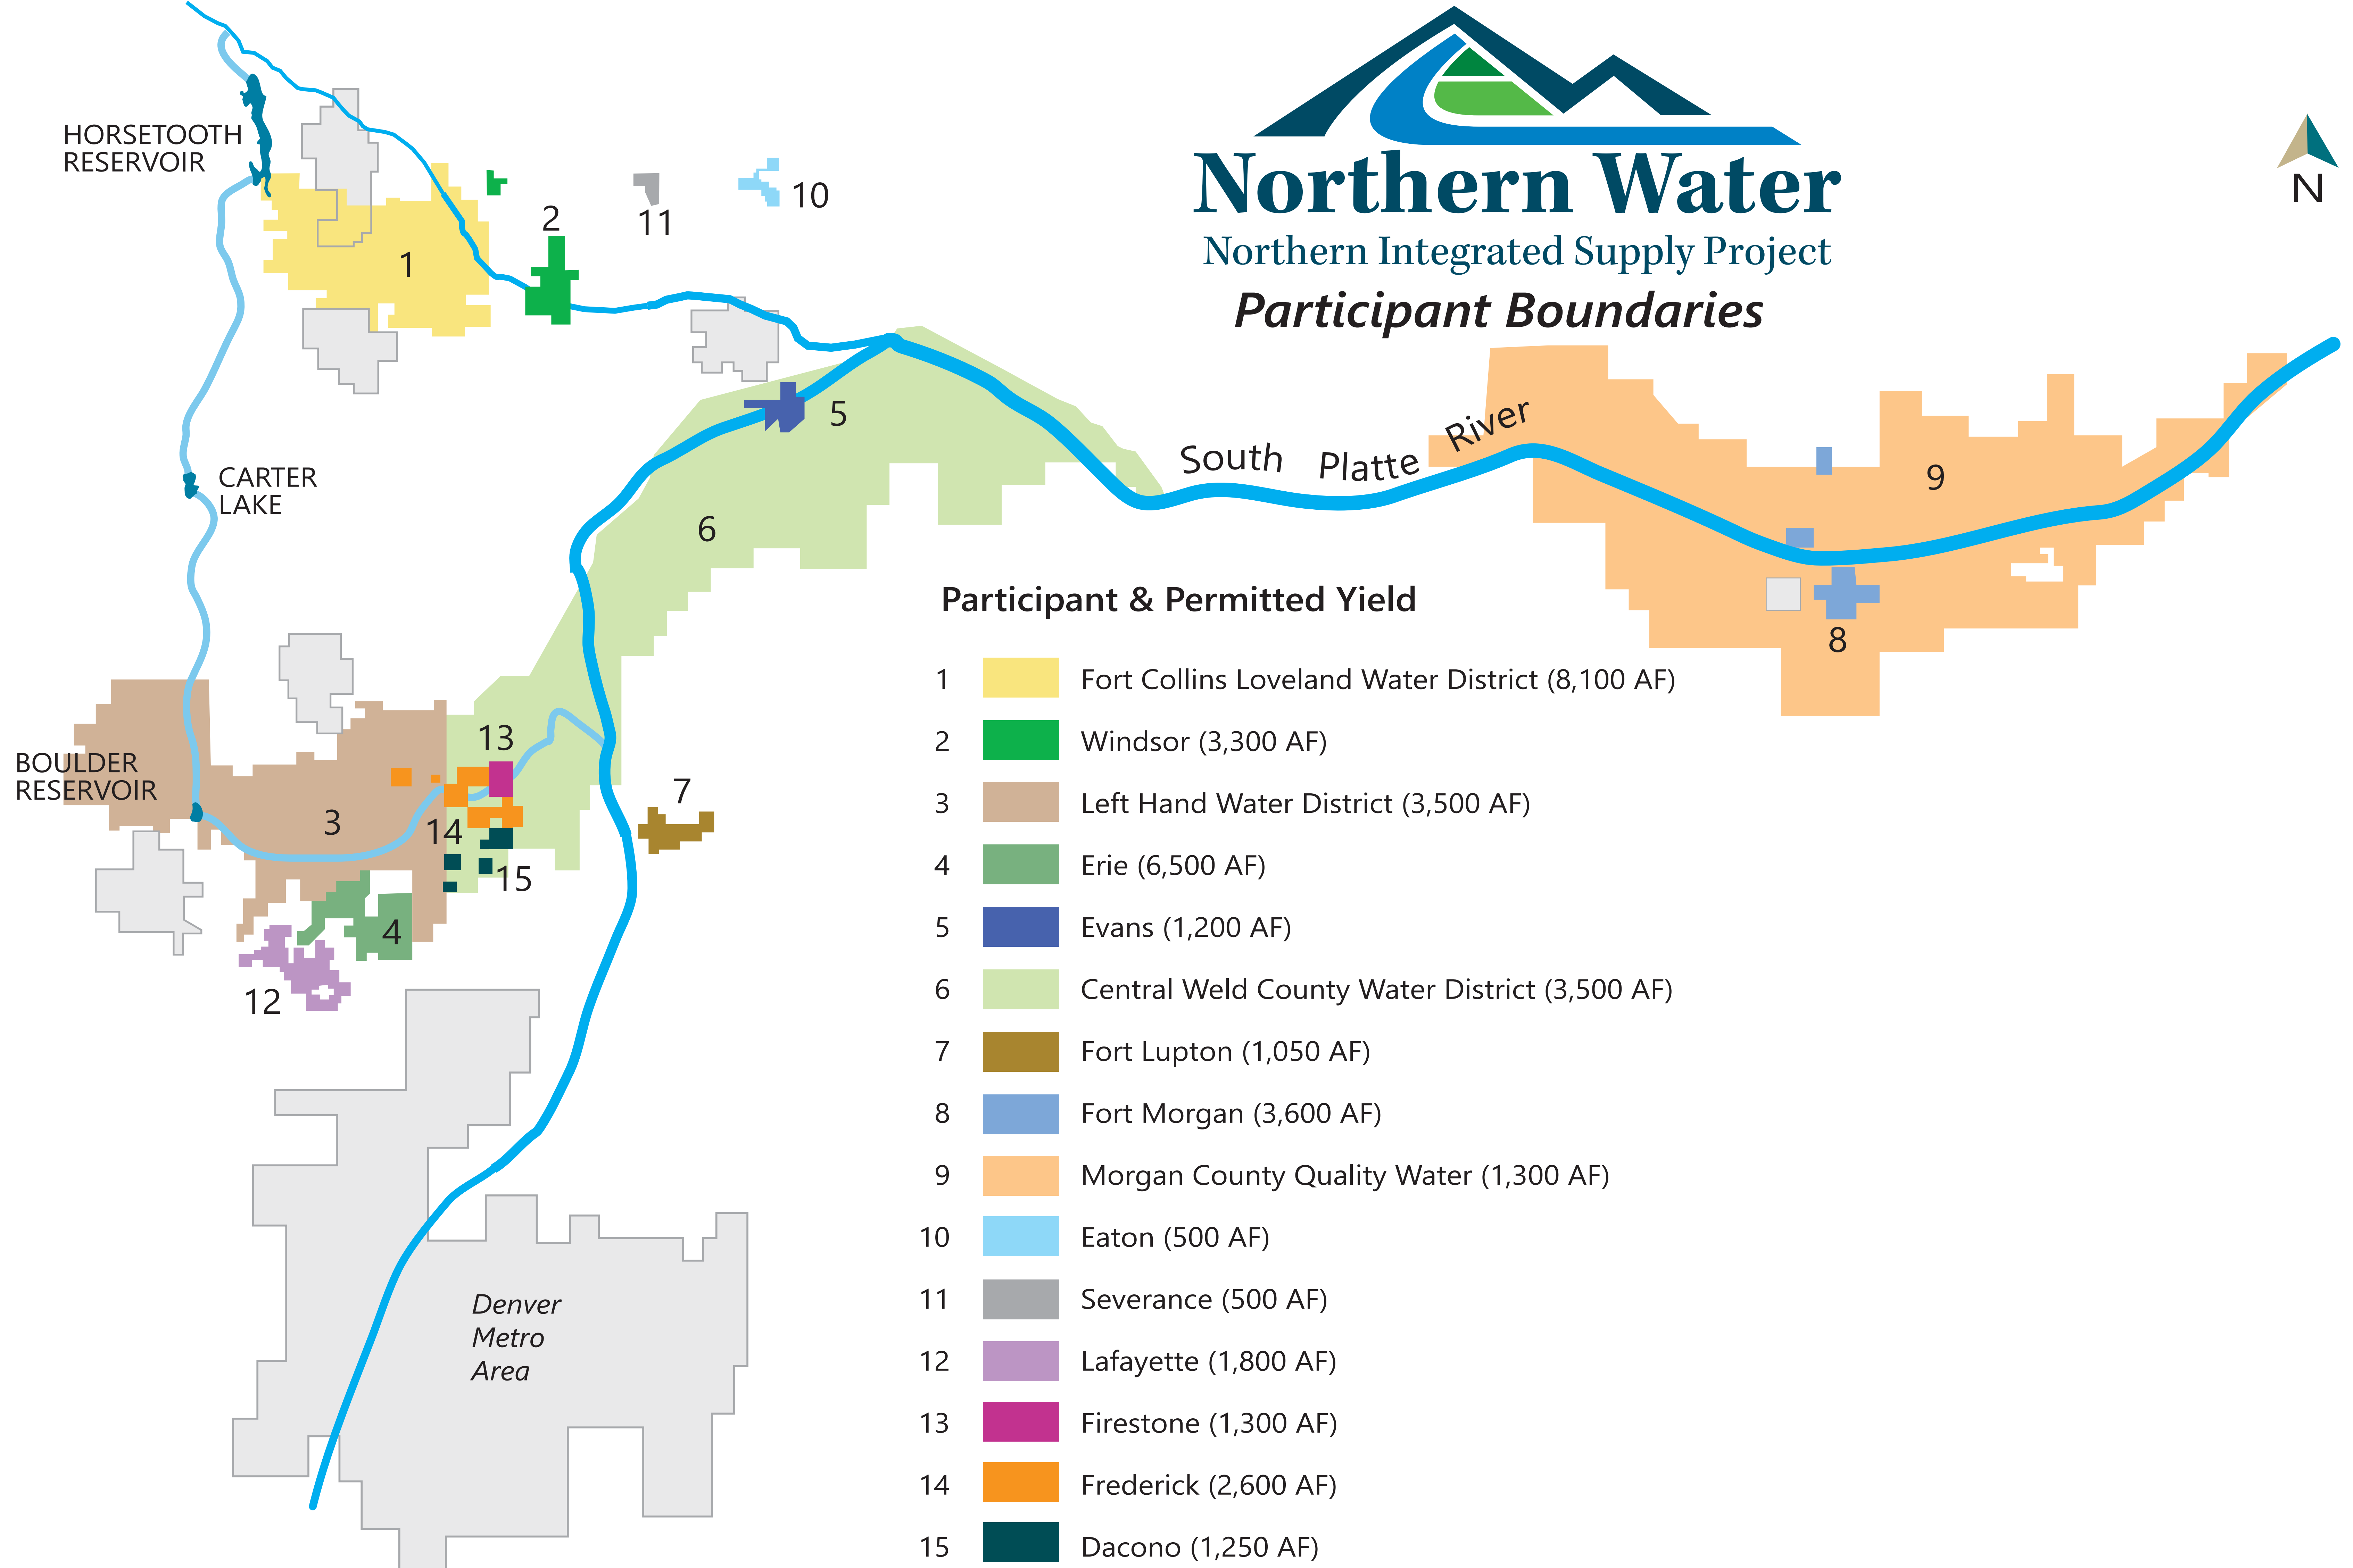 Northern Water
Northern Integrated Supply Project
Participant Boundaries
N
HORSETOOTH
RESERVOIR
1
2
11
10
5
CARTER
LAKE
6
South Platte River
9
8
BOULDER
RESERVOIR
3
13
14
15
7
4
12
Denver
Metro
Area
Participant & Permitted Yield
1 Fort Collins Loveland Water District (8,100 AF)
2 Windsor (3,300 AF)
3 Left Hand Water District (3,500 AF)
4 Erie (6,500 AF)
5 Evans (1,200 AF)
6 Central Weld County Water District (3,500 AF)
7 Fort Lupton (1,050 AF)
8 Fort Morgan (3,600 AF)
9 Morgan County Quality Water (1,300 AF)
10 Eaton (500 AF)
11 Severance (500 AF)
12 Lafayette (1,800 AF)
13 Firestone (1,300 AF)
14 Frederick (2,600 AF)
15 Dacono (1,250 AF)